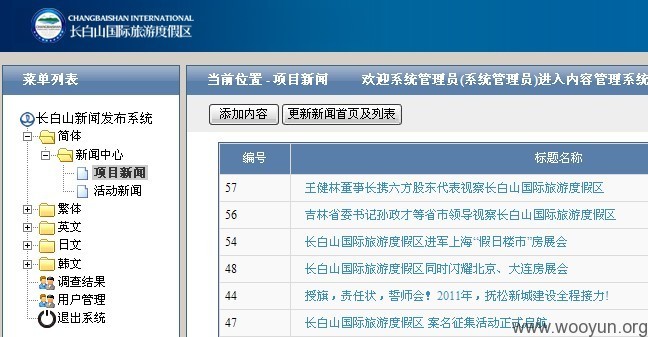 CHANGBAISHAN INTERNATIONAL
长白山国际旅游度假区
菜单列表
长白山新闻发布系统
简体
新闻中心
项目新闻
活动新闻
繁体
英文
日文
韩文
调查结果
用户管理
退出系统
当前位置 - 项目新闻 欢迎系统管理员(系统管理员)进入内容管理系统
添加内容 更新新闻首页及列表
编号 标题名称
57 王健林董事长携六方股东代表视察长白山国际旅游度假区
56 吉林省委书记孙政才等省市领导视察长白山国际旅游度假区
54 长白山国际旅游度假区进军上海“假日楼市”房展会
48 长白山国际旅游度假区同时闪耀北京、大连房展会
44 授旗，责任状，誓师会！2011年，抚松新城建设全程接力!
47 长白山国际旅游度假区 案名征集活动正式启航
www.wooyun.org